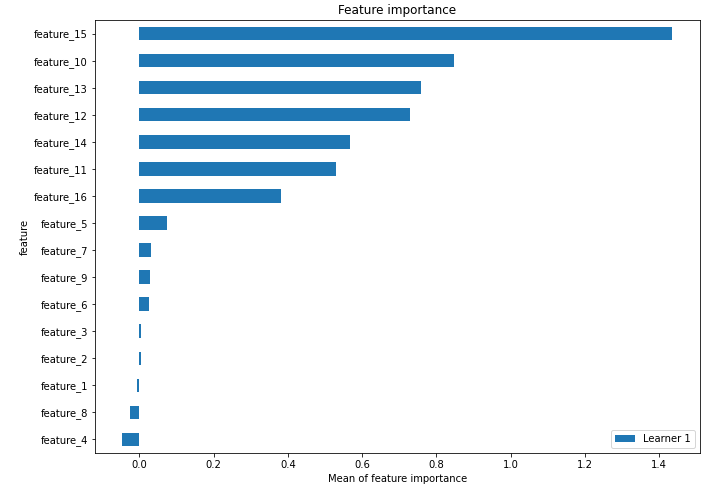 Feature importance
feature_15
feature_10
feature_13
feature_12
feature_14
feature_11
feature_16
feature_5
feature_7
feature_9
feature_6
feature_3
feature_2
feature_1
feature_8
feature_4
feature
Learner 1
0.0 0.2 0.4 0.6 0.8 1.0 1.2 1.4
Mean of feature importance